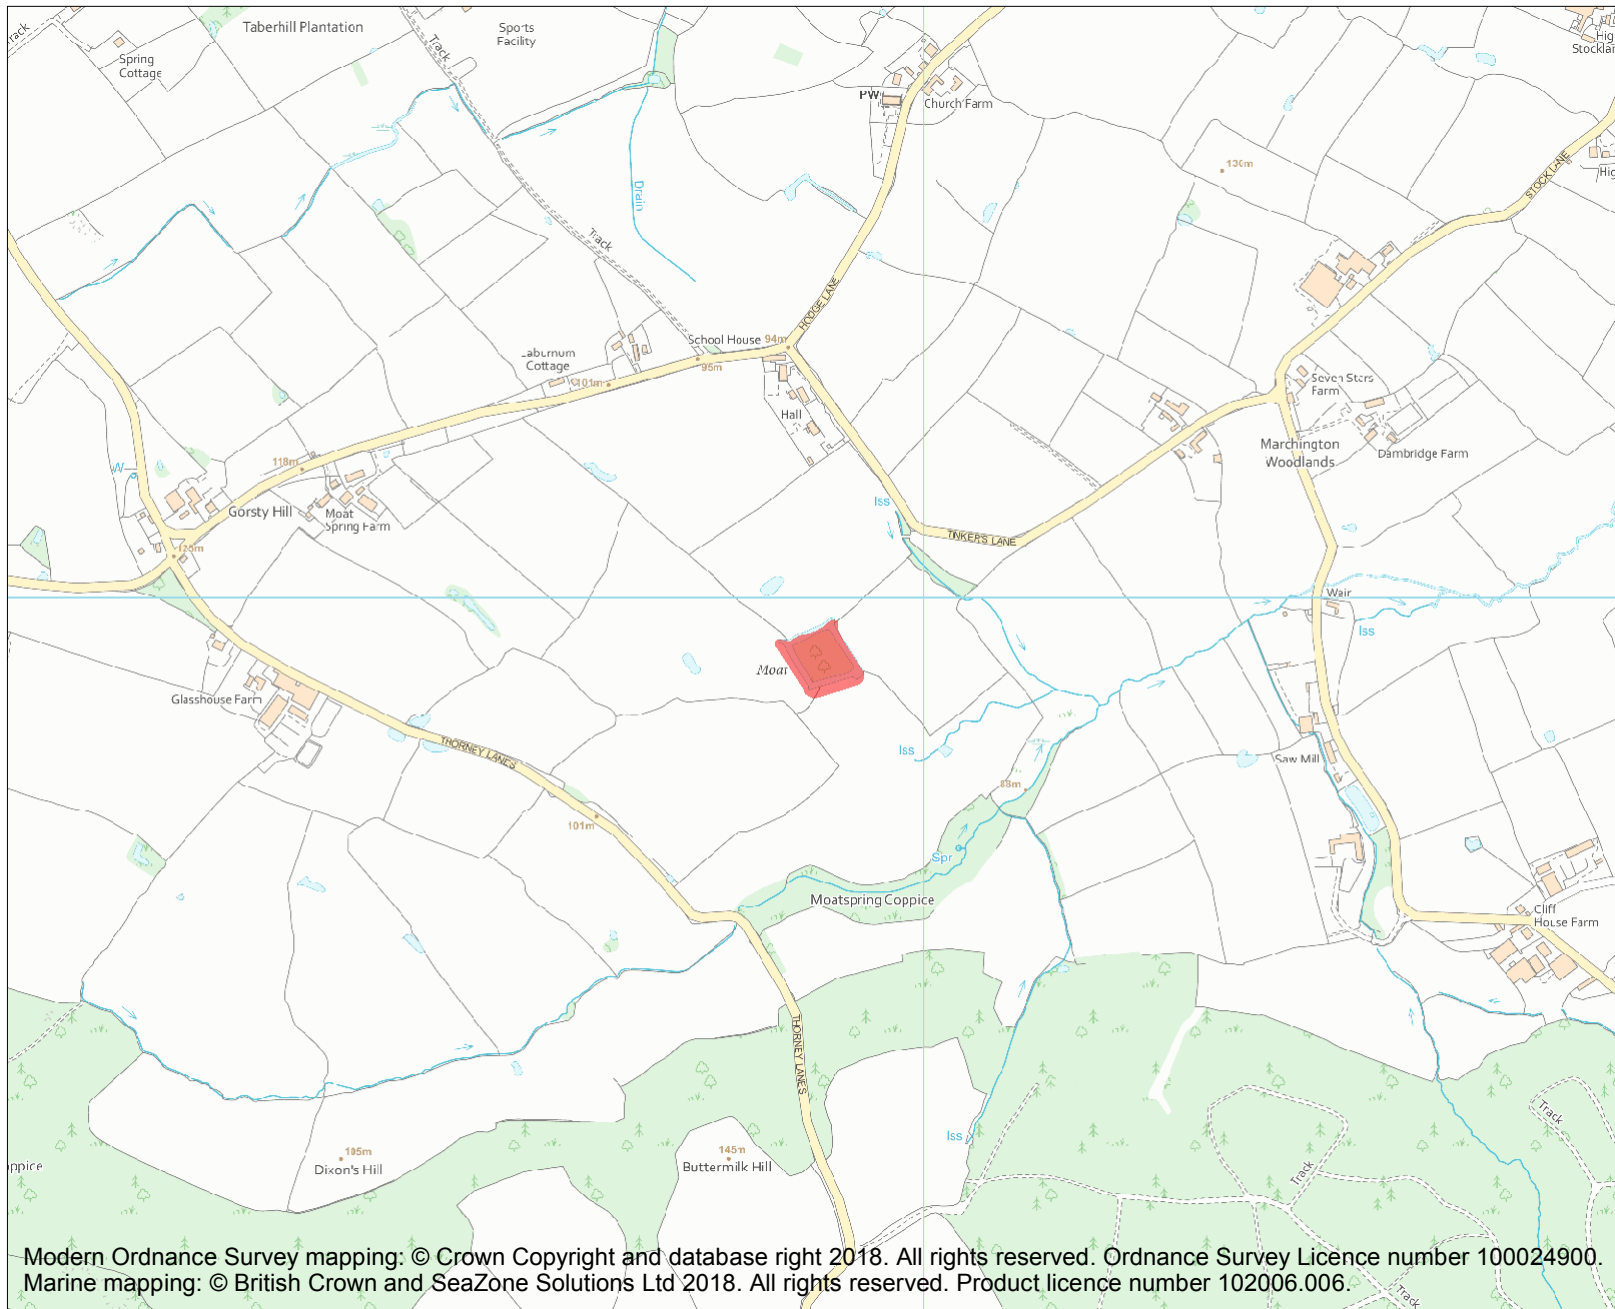 Track
Taberhill Plantation
Sports
Facility
Track
Spring
Cottage
PW
Church Farm
130m
STOCK LANE
Drain
Track
HODGE LANE
School House
94m
95m
Laburnum
Cottage
101m
Hall
Seven Stars
Farm
Marchington
Woodlands
Dambridge Farm
118m
W
Gorsty Hill
Moat
Spring Farm
125m
Iss
TINKERS LANE
Weir
Iss
Moat
Glasshouse Farm
THORNEY LANES
Iss
Saw Mill
88m
101m
Spr
Moatspring Coppice
Cliff
House Farm
THORNEY LANES
Iss
Track
Track
Dixon's Hill
145m
Buttermilk Hill
Track
Modern Ordnance Survey mapping: © Crown Copyright and database right 2018. All rights reserved. Ordnance Survey Licence number 100024900.
Marine mapping: © British Crown and SeaZone Solutions Ltd 2018. All rights reserved. Product licence number 102006.006.